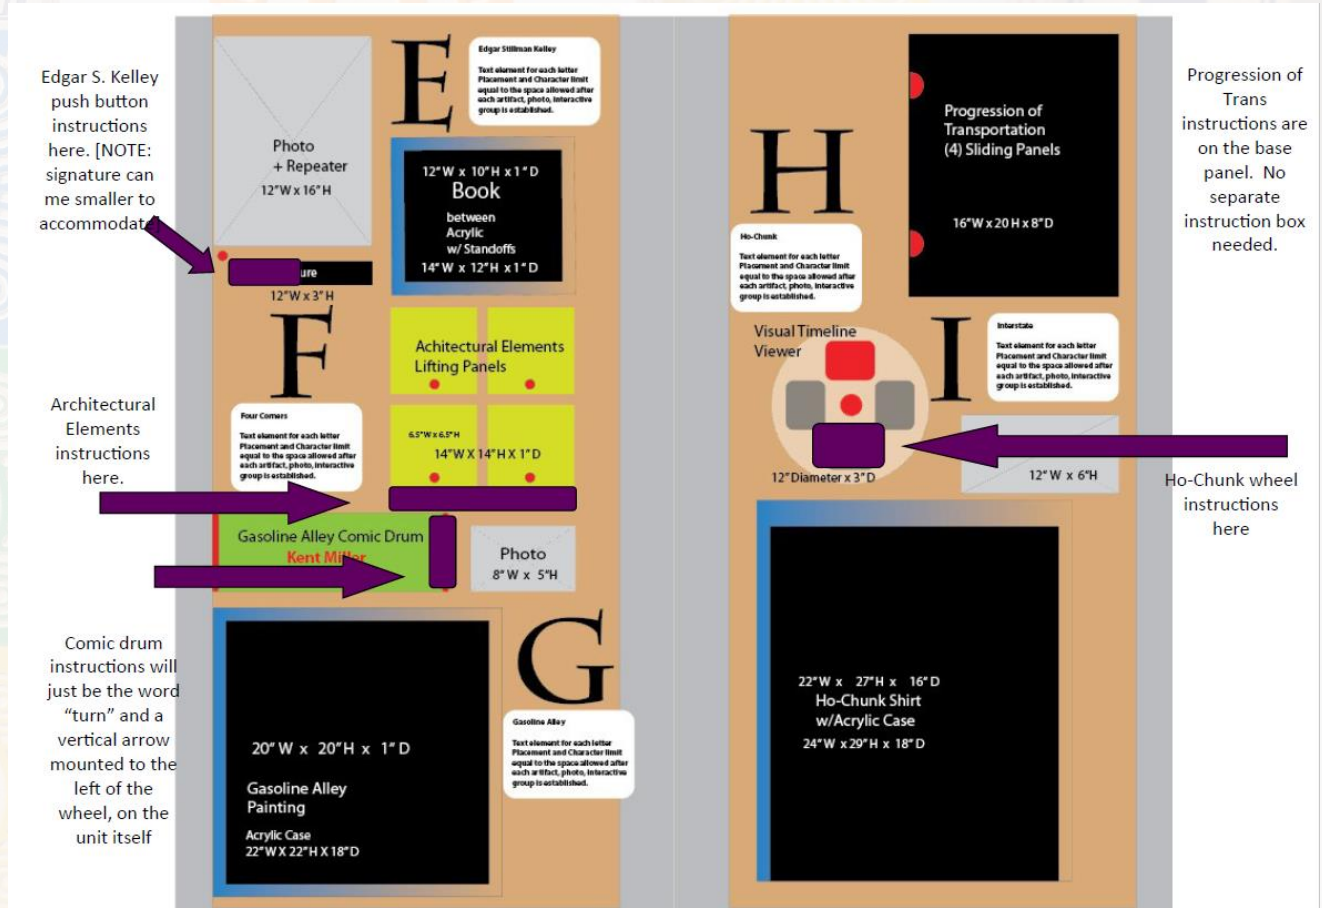 Edgar S. Kelley
push button
instructions
here. [NOTE:
signature can
me smaller to
accommodate]
Architectural
Elements
instructions
here.
Comic drum
instructions will
just be the word
“turn” and a
vertical arrow
mounted to the
left of the
wheel, on the
unit itself
Photo
+ Repeater
12"W x 16"H
E
Edgar Stillman Kelley
Text element for each letter
Placement and Character limit
equal to the space allowed after
each artifact, photo, interactive
group is established.
12"W x 10"H x 1"D
Book
between
Acrylic
w/ Standoffs
14"W x 12"H x 1"D
ure
12"W x 3"H
F
Four Corners
Text element for each letter
Placement and Character limit
equal to the space allowed after
each artifact, photo, interactive
group is established.
Achitectural Elements
Lifting Panels
6.5"W x 6.5"H
14"W X 14"H X 1"D
Gasoline Alley Comic Drum
Kent Miller
Photo
8"W x 5"H
G
Gasoline Alley
Text element for each letter
Placement and Character limit
equal to the space allowed after
each artifact, photo, interactive
group is established.
20"W x 20"H x 1"D
Gasoline Alley
Painting
Acrylic Case
22"W X 22"H X 18"D
H
Ho-Chunk
Text element for each letter
Placement and Character limit
equal to the space allowed after
each artifact, photo, interactive
group is established.
Progression of
Transportation
(4) Sliding Panels
16"W x 20 H x 8"D
Visual Timeline
Viewer
12"Diameter x 3"D
I
Interstate
Text element for each letter
Placement and Character limit
equal to the space allowed after
each artifact, photo, interactive
group is established.
12"W x 6"H
22"W x 27"H x 16"D
Ho-Chunk Shirt
w/Acrylic Case
24"W x 29"H x 18"D
Progression of
Trans
instructions are
on the base
panel. No
separate
instruction box
needed.
Ho-Chunk wheel
instructions
here